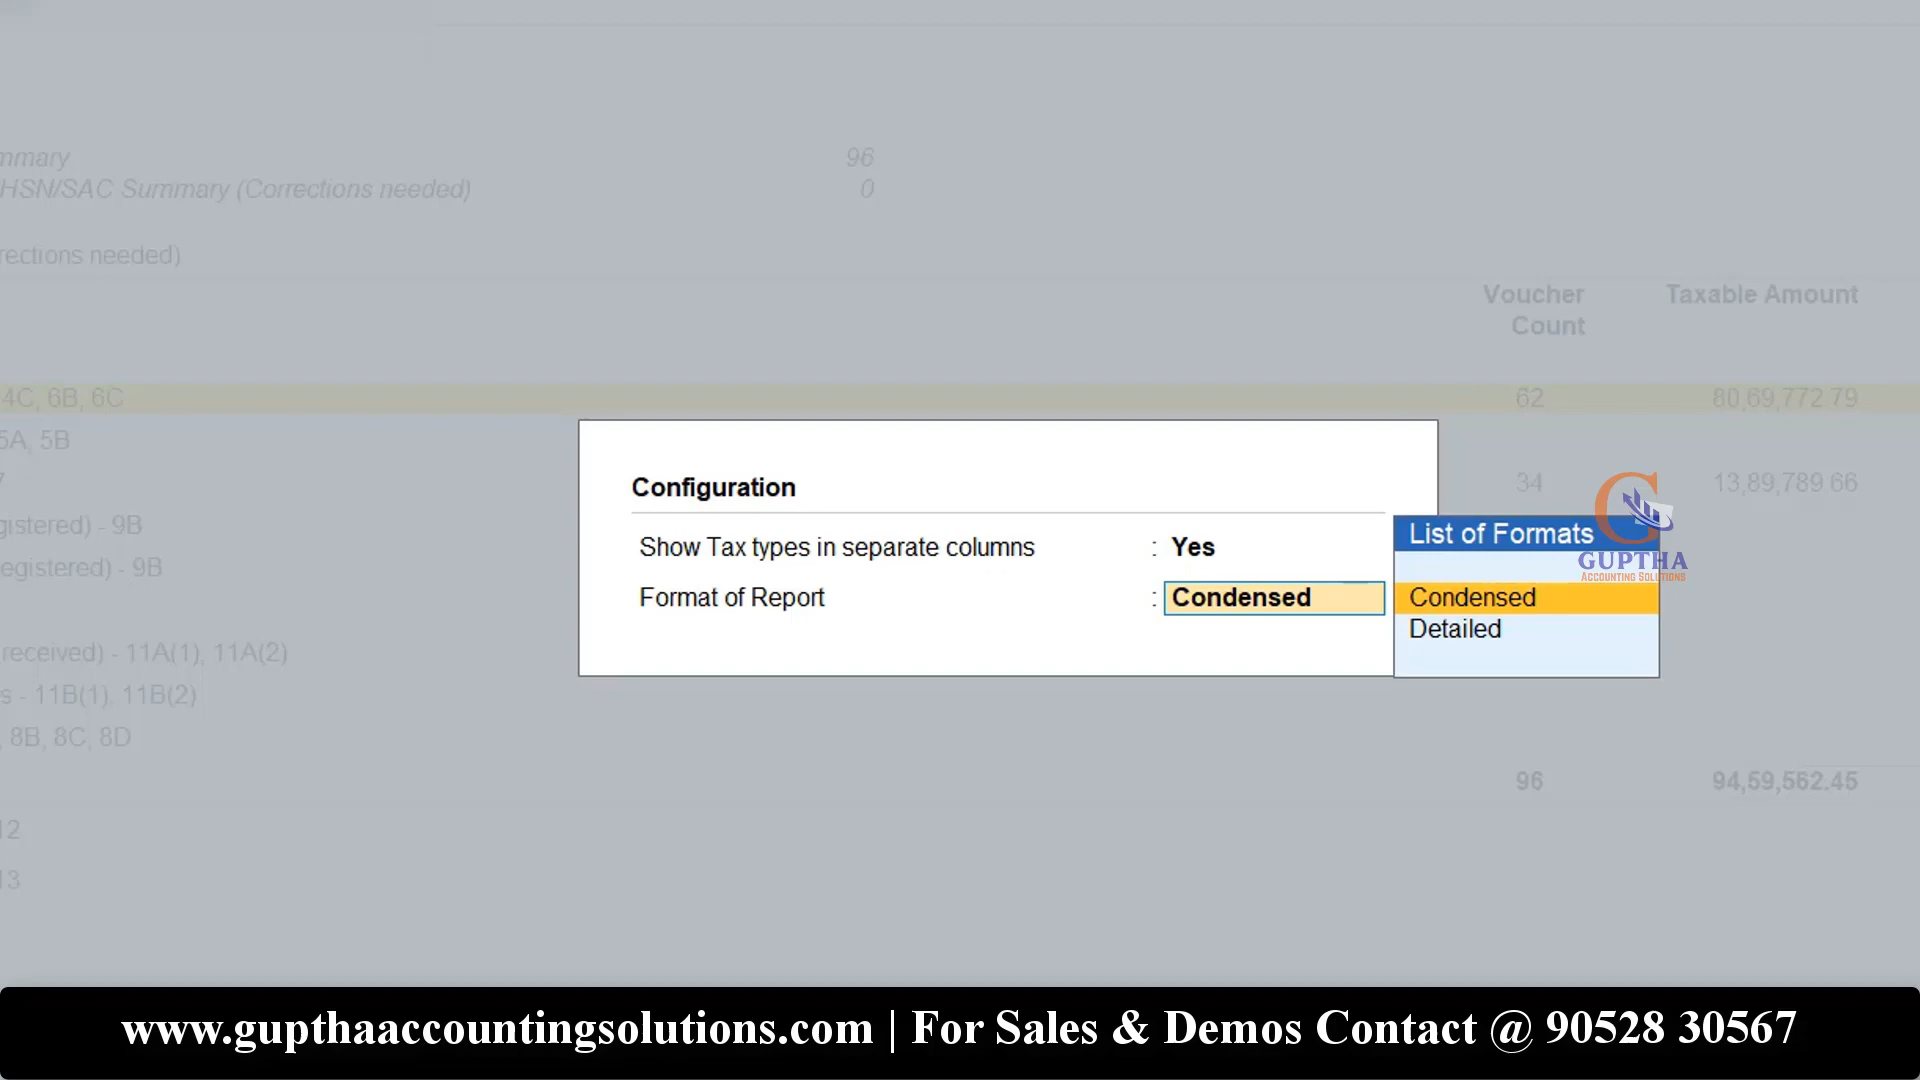 mmary 96
HSN/SAC Summary (Corrections needed) 0
rections needed)
Voucher Count Taxable Amount
4C, 6B, 6C 62 80,69,772.79
5A, 5B
7 34 13,89,789.66
gistered) - 9B
egistered) - 9B
received) - 11A(1), 11A(2)
s - 11B(1), 11B(2)
, 8B, 8C, 8D
96 94,59,562.45
12
13
Configuration
Show Tax types in separate columns : Yes
Format of Report : Condensed
List of Formats
Condensed
Detailed
GUPTHA
ACCOUNTING SOLUTIONS
www.gupthaaccountingsolutions.com | For Sales & Demos Contact @ 90528 30567